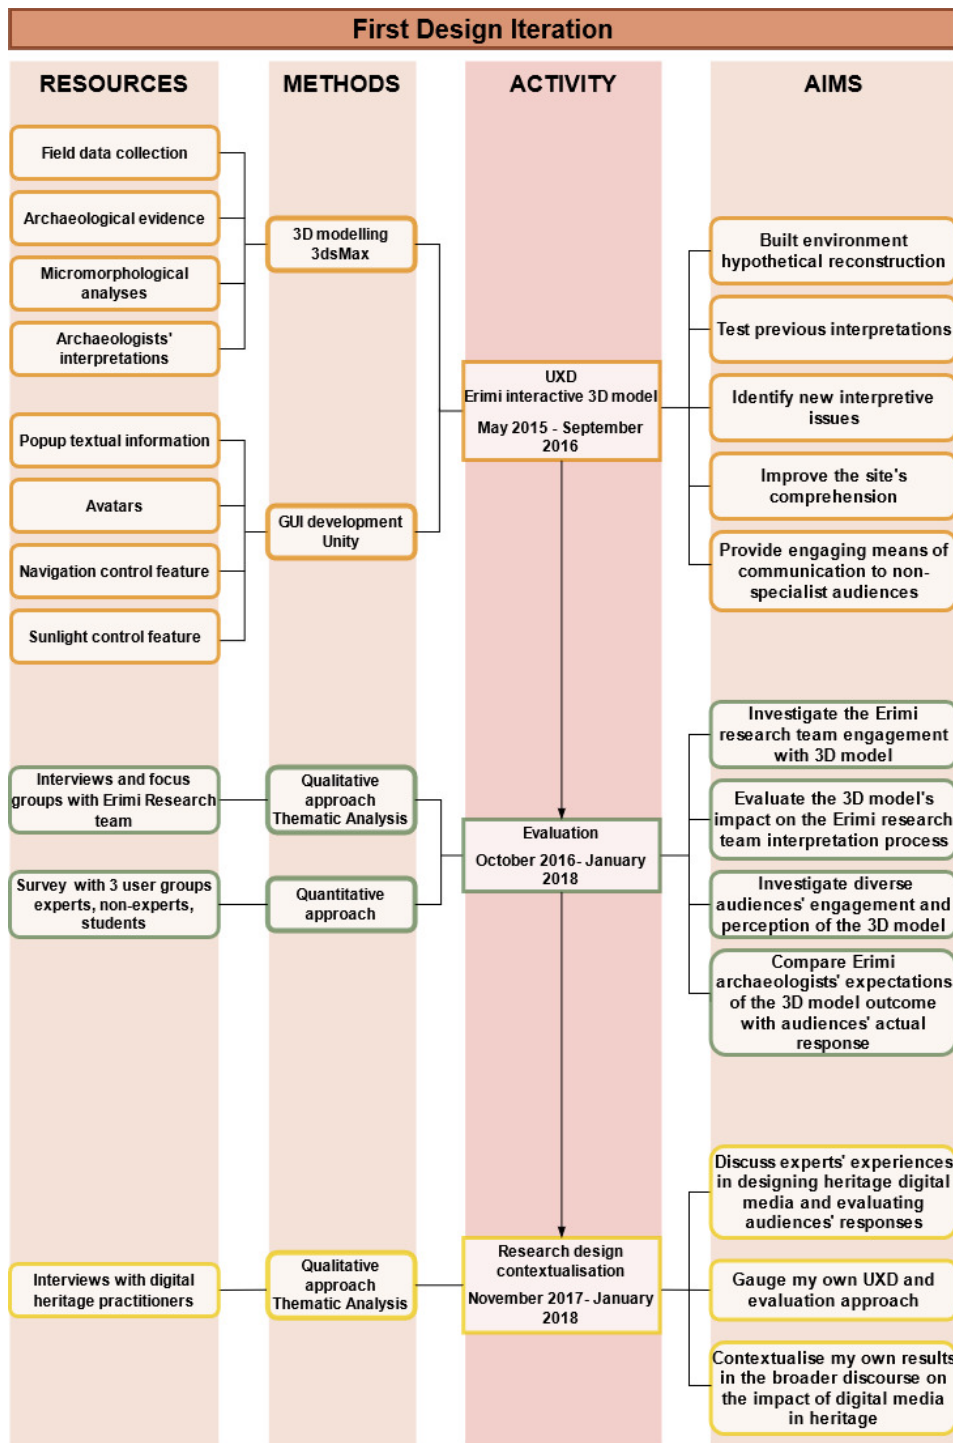 First Design Iteration
RESOURCES
METHODS
ACTIVITY
AIMS
Field data collection
Archaeological evidence
Micromorphological
analyses
Archaeologists'
interpretations
3D modelling
3dsMax
Popup textual information
Avatars
Navigation control feature
Sunlight control feature
GUI development
Unity
UXD
Erimi interactive 3D model
May 2015 - September
2016
Built environment
hypothetical reconstruction
Test previous interpretations
Identify new interpretive
issues
Improve the site's
comprehension
Provide engaging means of
communication to non-
specialist audiences
Interviews and focus
groups with Erimi Research
team
Survey with 3 user groups
experts, non-experts,
students
Qualitative
approach
Thematic Analysis
Quantitative
approach
Evaluation
October 2016- January
2018
Investigate the Erimi
research team engagement
with 3D model
Evaluate the 3D model's
impact on the Erimi research
team interpretation process
Investigate diverse
audiences' engagement and
perception of the 3D model
Compare Erimi
archaeologists' expectations
of the 3D model outcome
with audiences' actual
response
Interviews with digital
heritage practitioners
Qualitative
approach
Thematic Analysis
Research design
contextualisation
November 2017- January
2018
Discuss experts' experiences
in designing heritage digital
media and evaluating
audiences' responses
Gauge my own UXD and
evaluation approach
Contextualise my own results
in the broader discourse on
the impact of digital media
in heritage